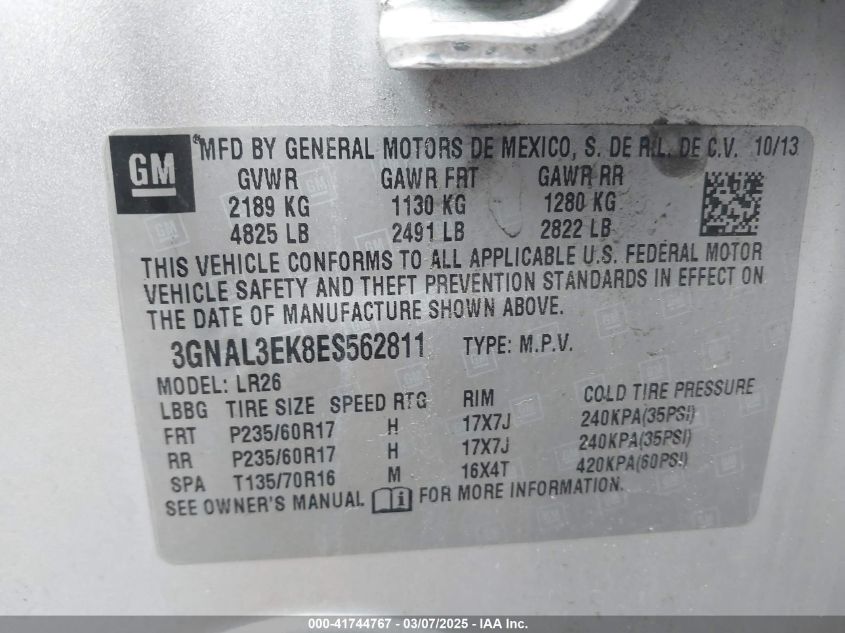 GM
MFD BY GENERAL MOTORS DE MEXICO, S. DE R.L. DE C.V. 10/13
GVWR GAWR FRT GAWR RR
2189 KG 1130 KG 1280 KG
4825 LB 2491 LB 2822 LB
THIS VEHICLE CONFORMS TO ALL APPLICABLE U.S. FEDERAL MOTOR
VEHICLE SAFETY AND THEFT PREVENTION STANDARDS IN EFFECT ON
THE DATE OF MANUFACTURE SHOWN ABOVE.
3GNAL3EK8ES562811 TYPE: M.P.V.
MODEL: LR26
LBBG TIRE SIZE SPEED RTG RIM COLD TIRE PRESSURE
FRT P235/60R17 H 17X7J 240KPA(35PSI)
RR P235/60R17 H 17X7J 240KPA(35PSI)
SPA T135/70R16 M 16X4T 420KPA(60PSI)
SEE OWNER'S MANUAL FOR MORE INFORMATION.
000-41744767 - 03/07/2025 - IAA Inc.